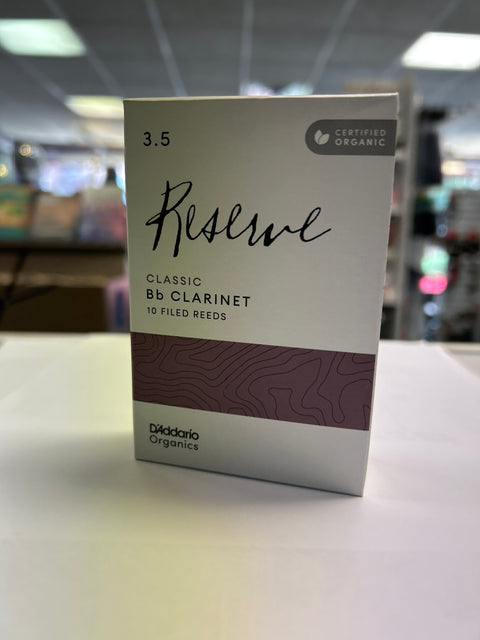 3.5
CERTIFIED
ORGANIC
Reserve
CLASSIC
Bb CLARINET
10 FILED REEDS
D'Addario
Organics